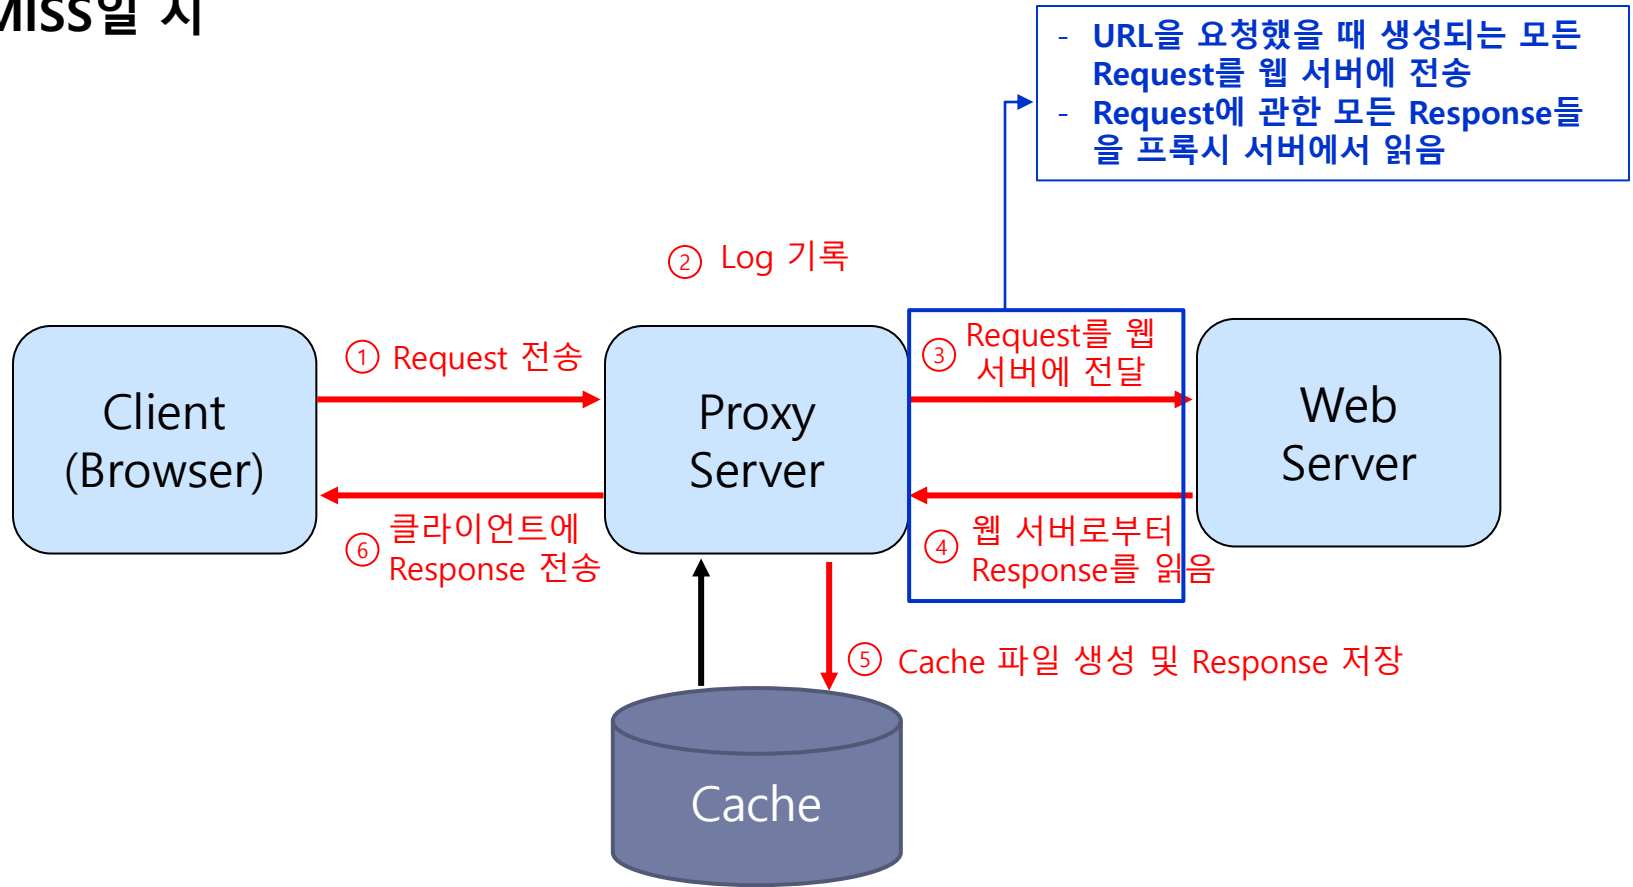 MISS일 시
- URL을 요청했을 때 생성되는 모든
Request를 웹 서버에 전송
- Request에 관한 모든 Response들
을 프록시 서버에서 읽음
② Log 기록
Client
(Browser)
① Request 전송
Proxy
Server
③ Request를 웹
서버에 전달
Web
Server
⑥ 클라이언트에
Response 전송
④ 웹 서버로부터
Response를 읽음
⑤ Cache 파일 생성 및 Response 저장
Cache